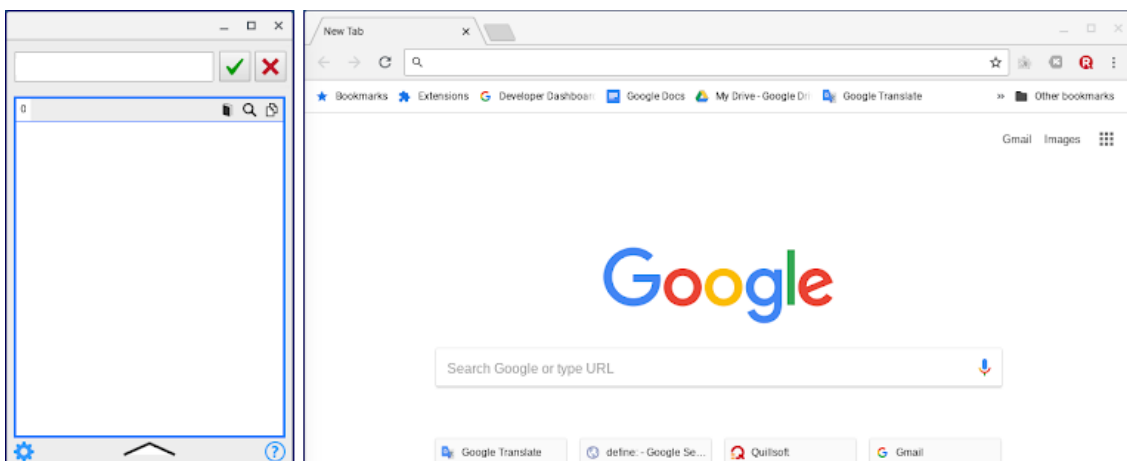 0
New Tab
Bookmarks Extensions Developer Dashboar Google Docs My Drive - Google Dri Google Translate » Other bookmarks
Gmail Images
Google
Search Google or type URL
Google Translate define: - Google Se... Quillsoft Gmail